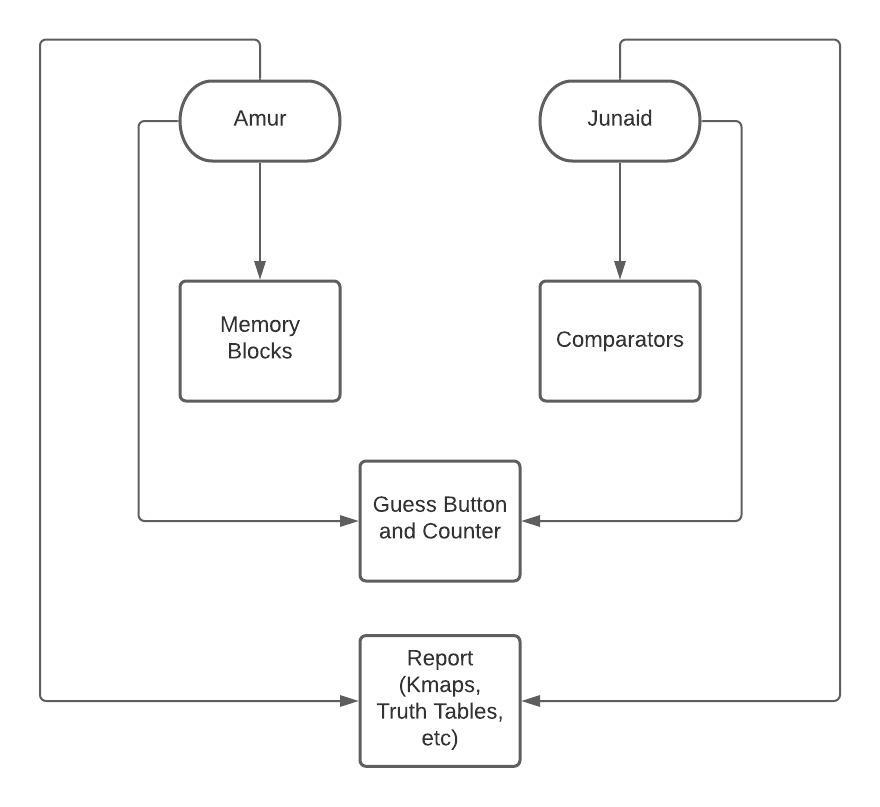 Amur
Junaid
Memory
Blocks
Comparators
Guess Button
and Counter
Report
(Kmaps,
Truth Tables,
etc)